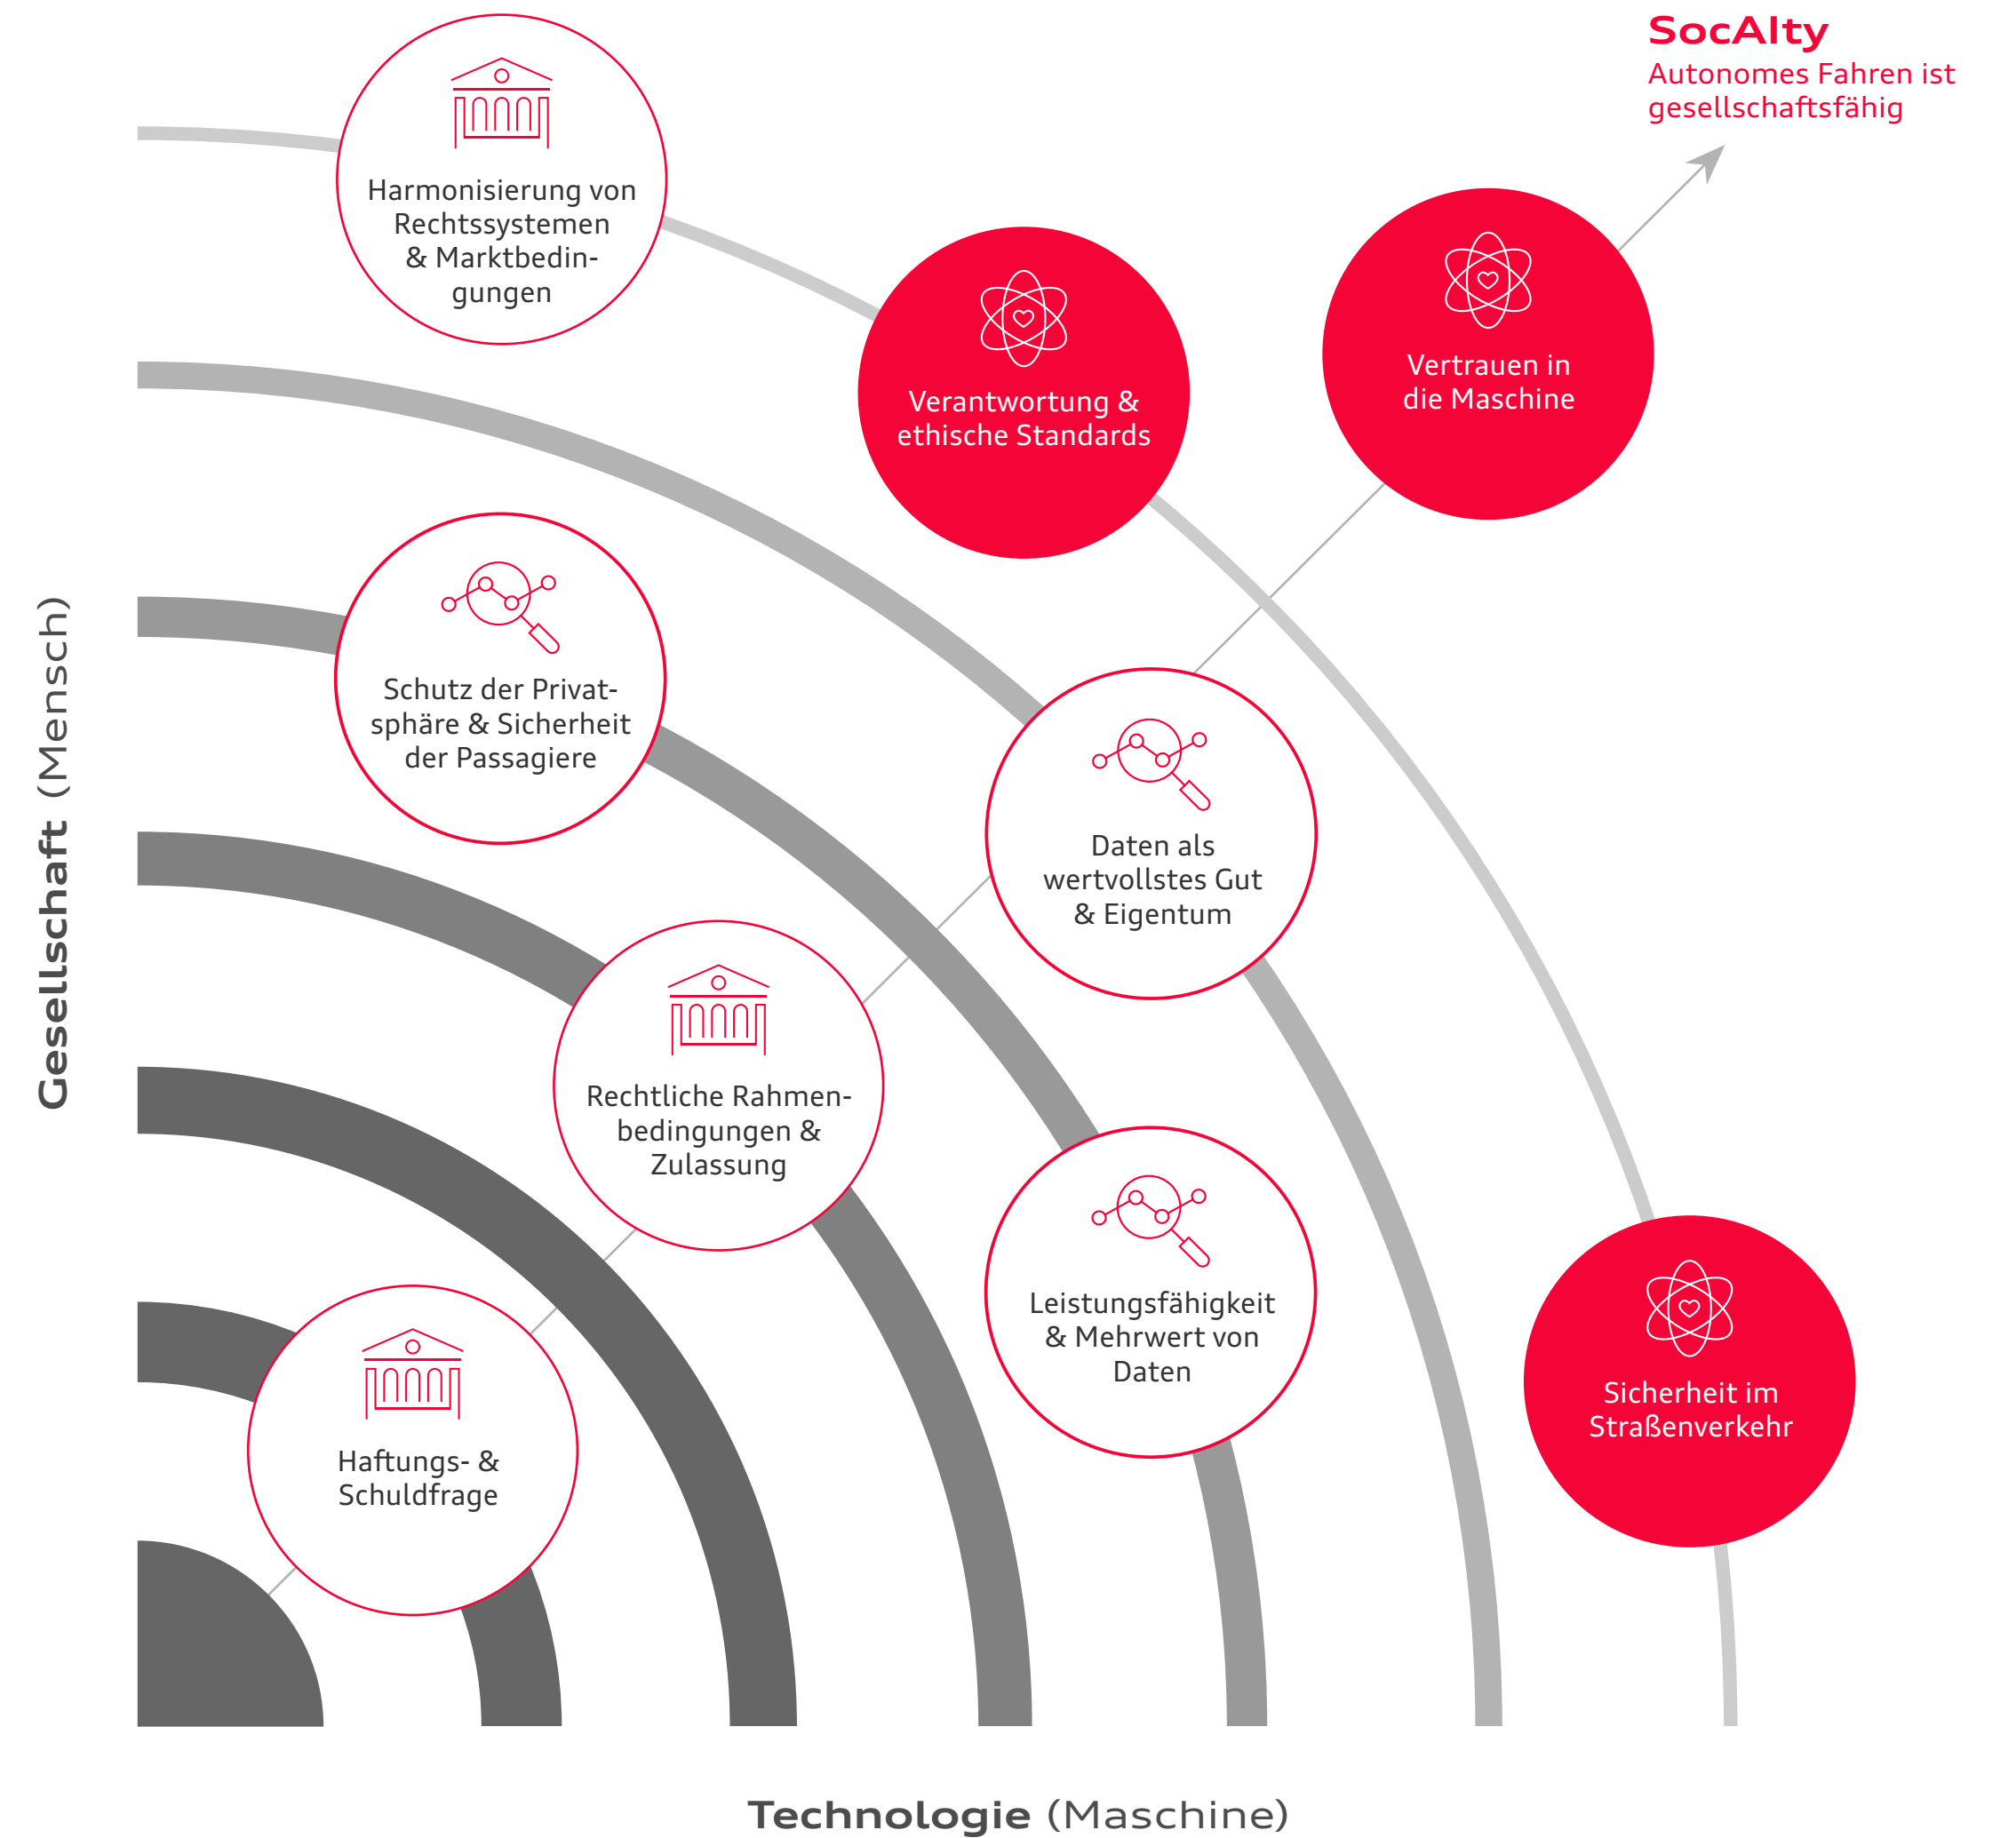 SocAIty
Autonomes Fahren ist
gesellschaftsfähig
Harmonisierung von
Rechtssystemen
& Marktbedin-
gungen
Verantwortung &
ethische Standards
Vertrauen in
die Maschine
Schutz der Privat-
sphäre & Sicherheit
der Passagiere
Daten als
wertvollstes Gut
& Eigentum
Rechtliche Rahmen-
bedingungen &
Zulassung
Leistungsfähigkeit
& Mehrwert von
Daten
Sicherheit im
Straßenverkehr
Haftungs- &
Schuldfrage
Gesellschaft (Mensch)
Technologie (Maschine)